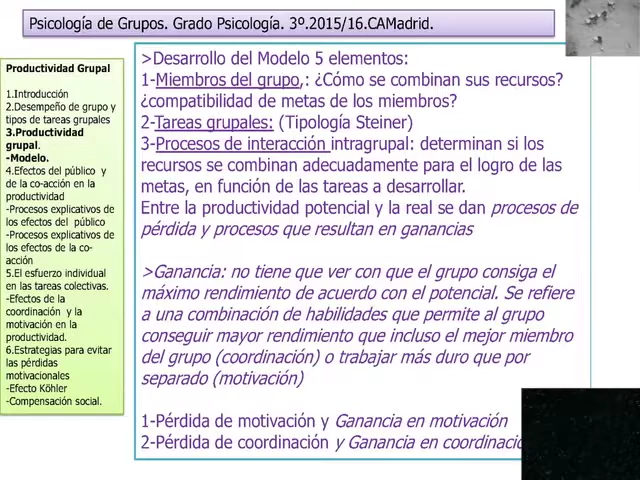 Psicología de Grupos. Grado Psicología. 3º.2015/16.CAMadrid.
Productividad Grupal
1.Introducción
2.Desempeño de grupo y
tipos de tareas grupales
3.Productividad
grupal.
-Modelo.
4.Efectos del público y
de la co-acción en la
productividad
-Procesos explicativos de
los efectos del público
-Procesos explicativos de
los efectos de la co-
acción
5.El esfuerzo individual
en las tareas colectivas.
-Efectos de la
coordinación y la
motivación en la
productividad.
6.Estrategias para evitar
las pérdidas
motivacionales
-Efecto Köhler
-Compensación social.
>Desarrollo del Modelo 5 elementos:
1-Miembros del grupo,: ¿Cómo se combinan sus recursos?
¿compatibilidad de metas de los miembros?
2-Tareas grupales: (Tipología Steiner)
3-Procesos de interacción intragrupal: determinan si los
recursos se combinan adecuadamente para el logro de las
metas, en función de las tareas a desarrollar.
Entre la productividad potencial y la real se dan procesos de
pérdida y procesos que resultan en ganancias
>Ganancia: no tiene que ver con que el grupo consiga el
máximo rendimiento de acuerdo con el potencial. Se refiere
a una combinación de habilidades que permite al grupo
conseguir mayor rendimiento que incluso el mejor miembro
del grupo (coordinación) o trabajar más duro que por
separado (motivación)
1-Pérdida de motivación y Ganancia en motivación
2-Pérdida de coordinación y Ganancia en